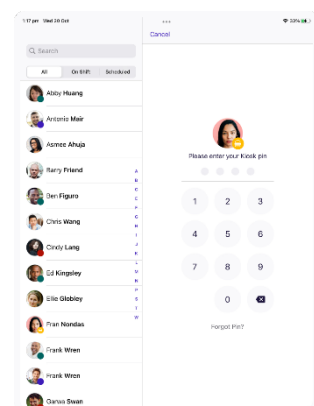 1:17 pm Wed 20 Oct
33%
Cancel
Search
All On Shift Scheduled
Abby Huang
Antonio Mair
Asmee Ahuja
Barry Friend
Ben Figuro
Chris Wang
Cindy Lang
Ed Kingsley
Ellie Globley
Fran Nondas
Frank Wren
Frank Wren
Ganya Swan
Please enter your Kiosk pin
1 2 3
4 5 6
7 8 9
0
Forgot Pin?